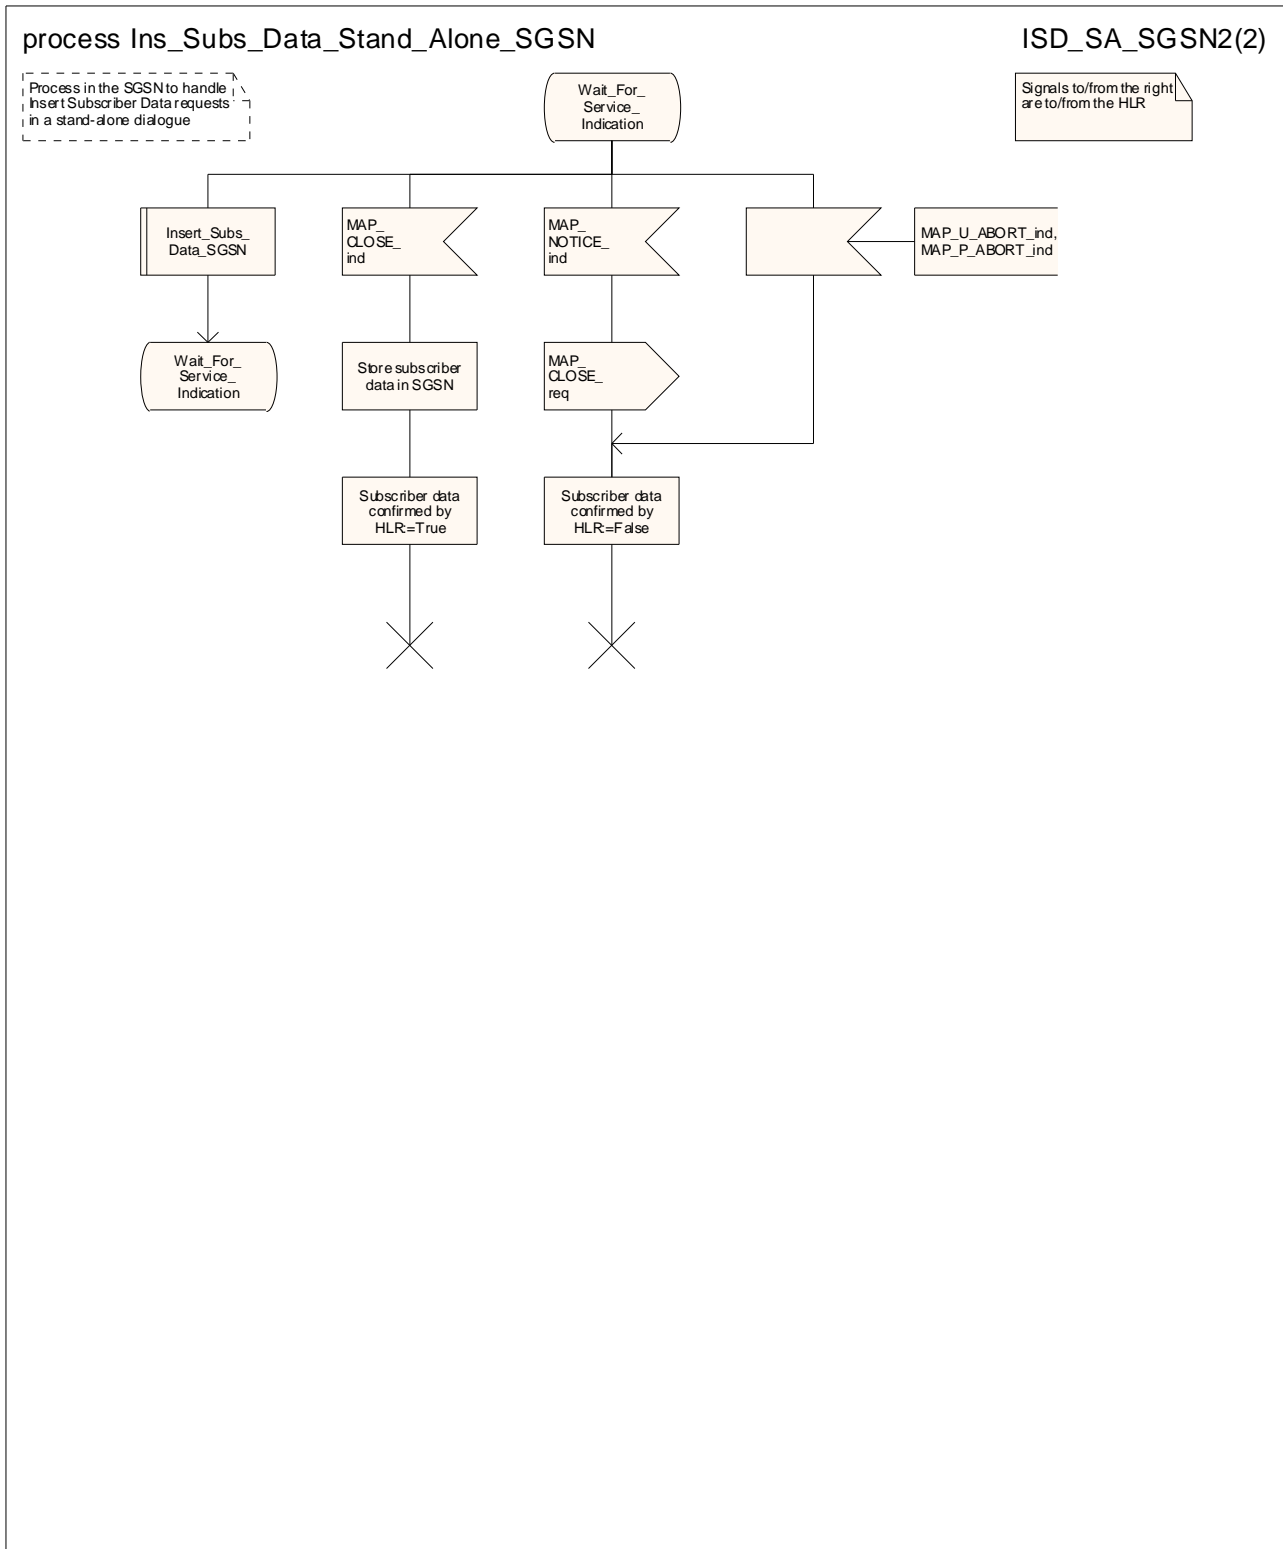 process Ins_Subs_Data_Stand_Alone_SGSN
ISD_SA_SGSN2(2)
Process in the SGSN to handle
Insert Subscriber Data requests
in a stand-alone dialogue
Wait_For_
Service_
Indication
Signals to/from the right
are to/from the HLR
Insert_Subs_
Data_SGSN
MAP_
CLOSE_
ind
MAP_
NOTICE_
ind
MAP_U_ABORT_ind,
MAP_P_ABORT_ind
Wait_For_
Service_
Indication
Store subscriber
data in SGSN
MAP_
CLOSE_
req
Subscriber data
confirmed by
HLR:=True
Subscriber data
confirmed by
HLR:=False